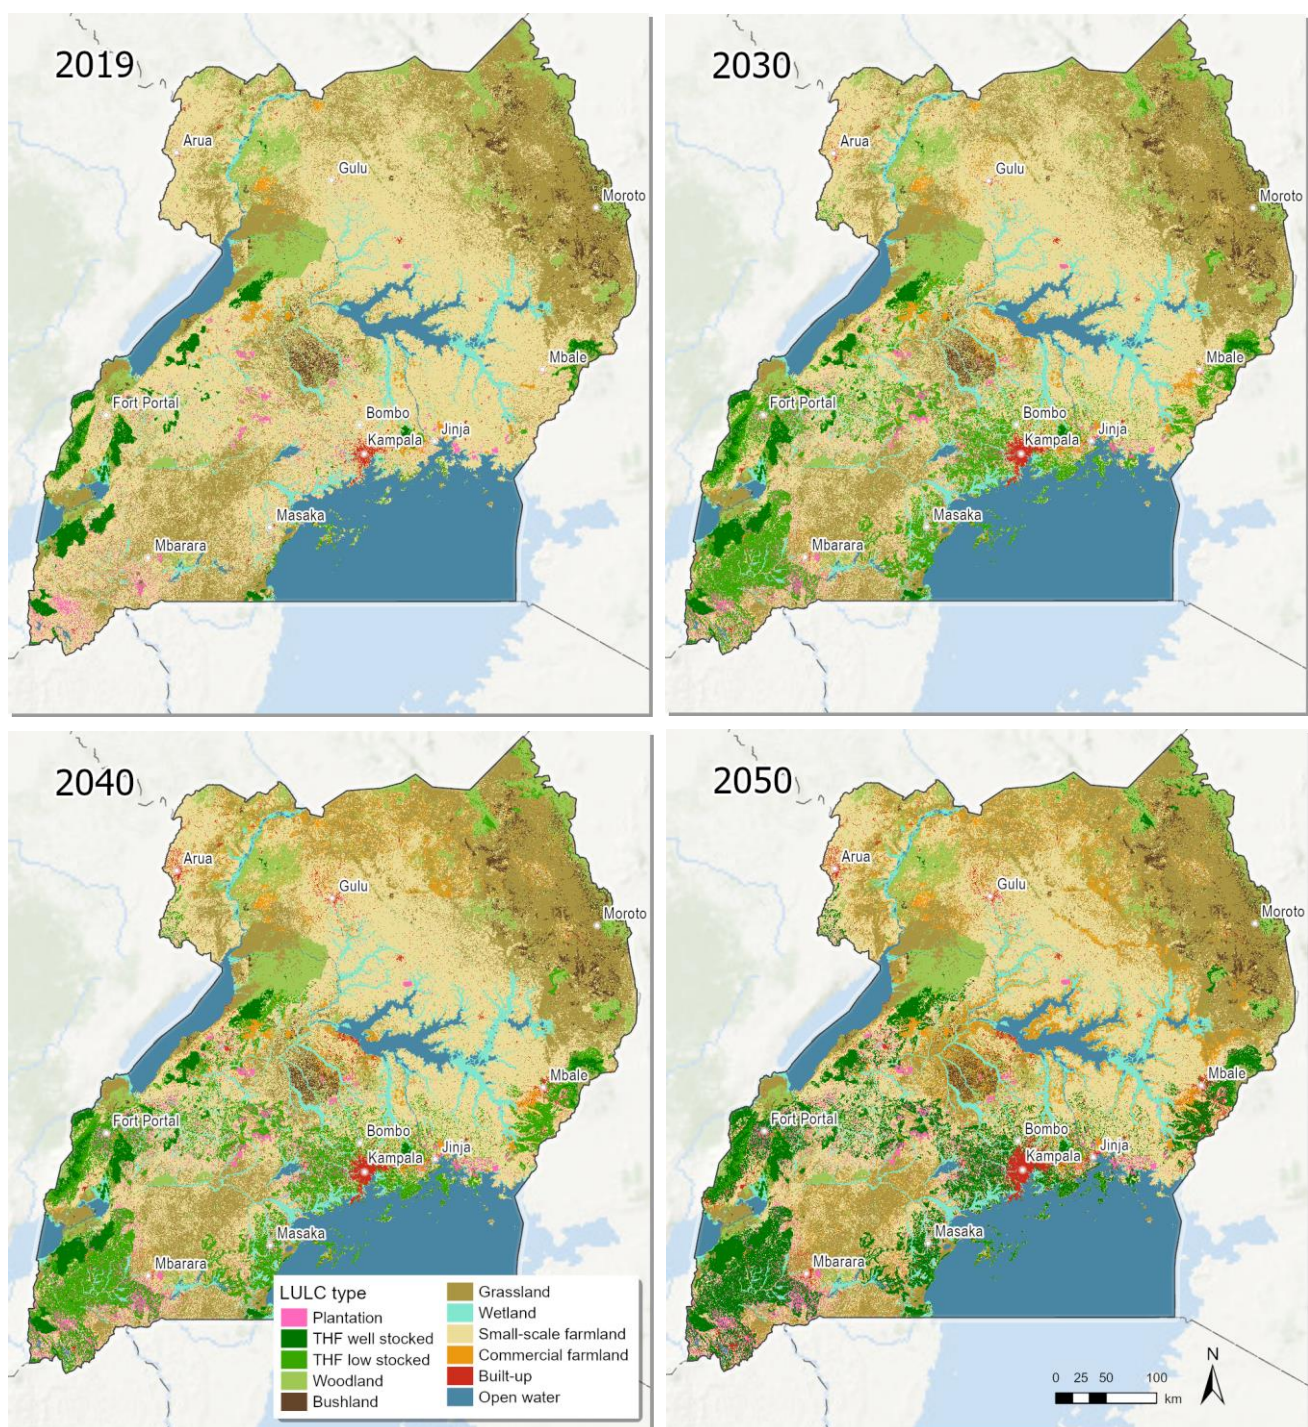 2019
Arua
Gulu
Moroto
Mbale
Fort Portal
Bombo
Kampala
Jinja
Masaka
Mbarara
2030
Arua
Gulu
Moroto
Mbale
Fort Portal
Bombo
Kampala
Jinja
Masaka
Mbarara
2040
Arua
Gulu
Moroto
Mbale
Fort Portal
Bombo
Kampala
Jinja
Masaka
Mbarara
LULC type
Plantation
THF well stocked
THF low stocked
Woodland
Bushland
Grassland
Wetland
Small-scale farmland
Commercial farmland
Built-up
Open water
2050
Arua
Gulu
Moroto
Mbale
Fort Portal
Bombo
Kampala
Jinja
Masaka
Mbarara
0 25 50 100
km
N